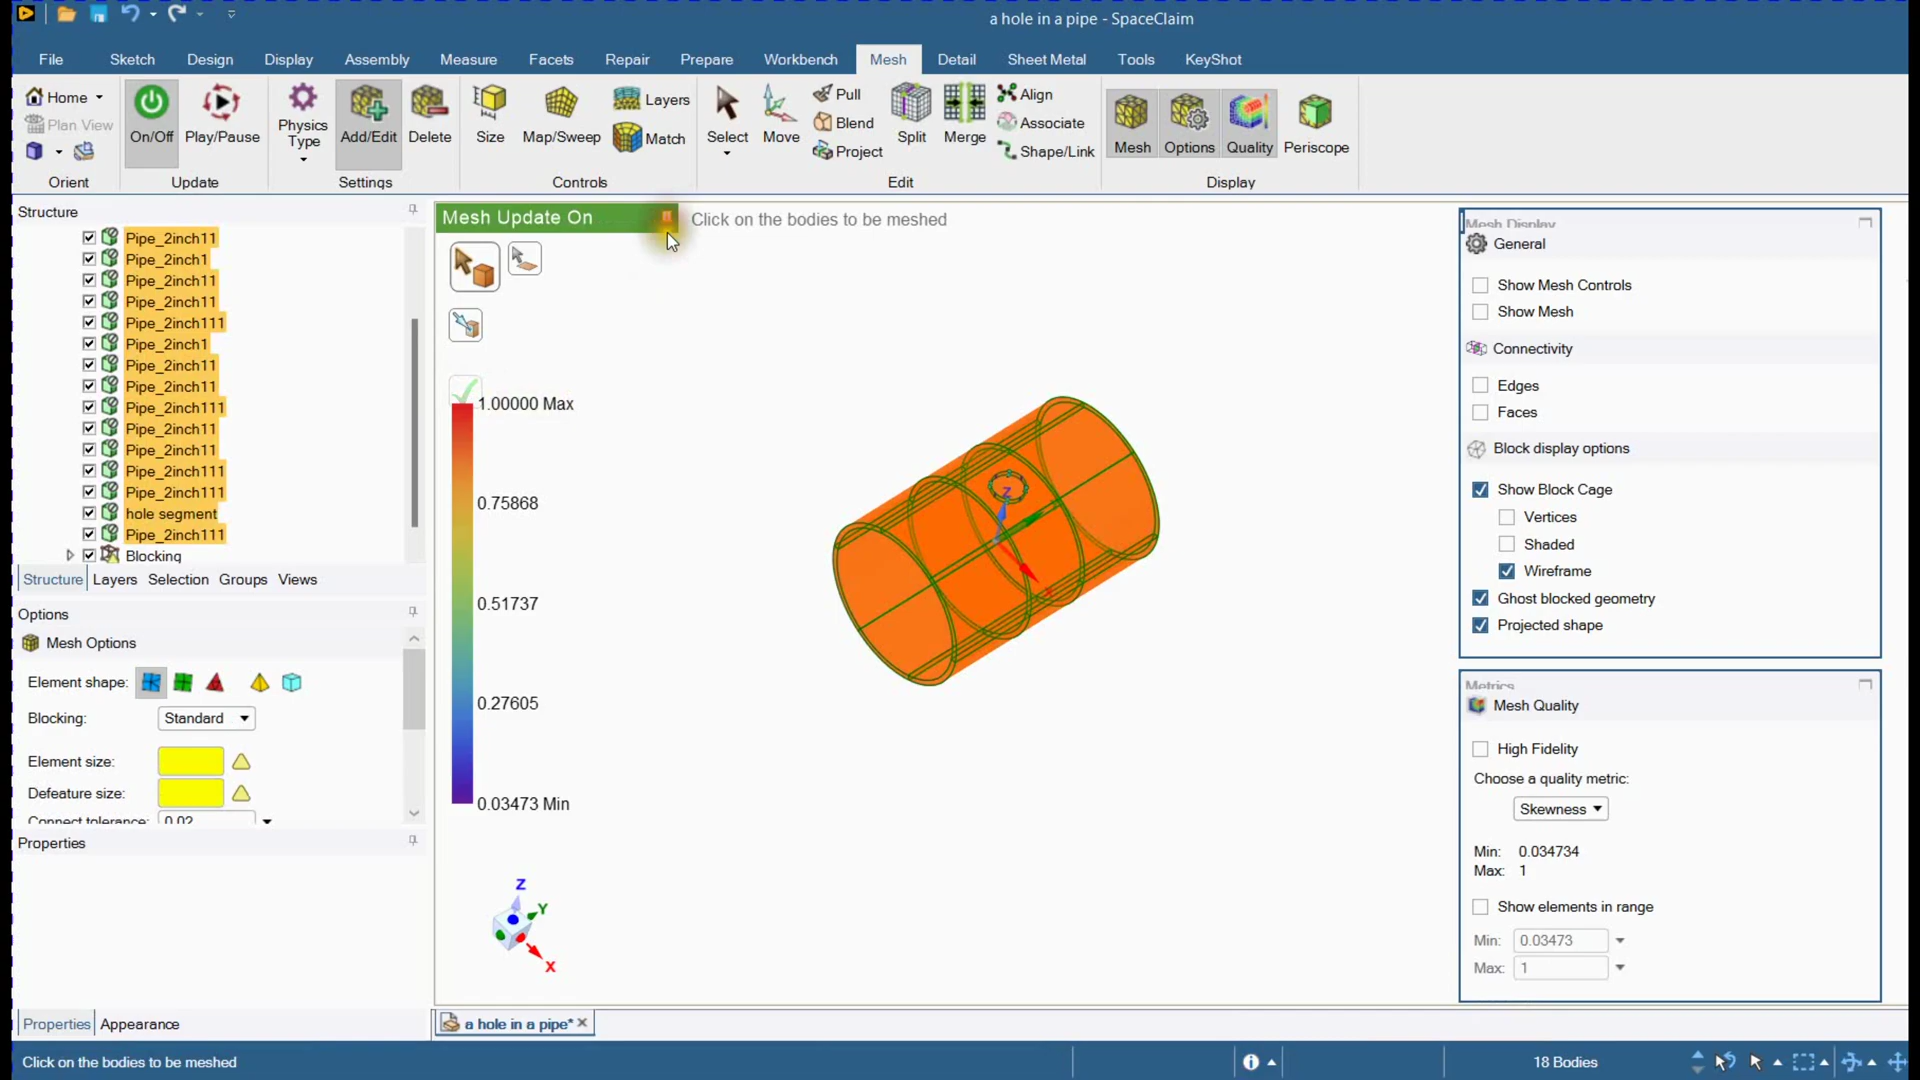 a hole in a pipe - SpaceClaim
File Sketch Design Display Assembly Measure Facets Repair Prepare Workbench Mesh Detail Sheet Metal Tools KeyShot
Home
Plan View
Orient
On/Off
Play/Pause
Update
Physics Type
Add/Edit
Delete
Settings
Size
Map/Sweep
Layers
Match
Controls
Select
Move
Pull
Blend
Project
Split
Merge
Align
Associate
Shape/Link
Edit
Mesh
Options
Quality
Periscope
Display
Structure
Pipe_2inch11
Pipe_2inch1
Pipe_2inch11
Pipe_2inch11
Pipe_2inch111
Pipe_2inch1
Pipe_2inch11
Pipe_2inch11
Pipe_2inch111
Pipe_2inch11
Pipe_2inch11
Pipe_2inch111
Pipe_2inch111
hole segment
Pipe_2inch111
Blocking
Structure Layers Selection Groups Views
Options
Mesh Options
Element shape:
Blocking: Standard
Element size:
Defeature size:
Connect tolerance: 0.02
Properties
Properties Appearance
Mesh Update On
Click on the bodies to be meshed
1.00000 Max
0.75868
0.51737
0.27605
0.03473 Min
Z
Z
Y
X
a hole in a pipe*
Mesh Display
General
Show Mesh Controls
Show Mesh
Connectivity
Edges
Faces
Block display options
Show Block Cage
Vertices
Shaded
Wireframe
Ghost blocked geometry
Projected shape
Metrics
Mesh Quality
High Fidelity
Choose a quality metric:
Skewness
Min: 0.034734
Max: 1
Show elements in range
Min: 0.03473
Max: 1
Click on the bodies to be meshed
18 Bodies